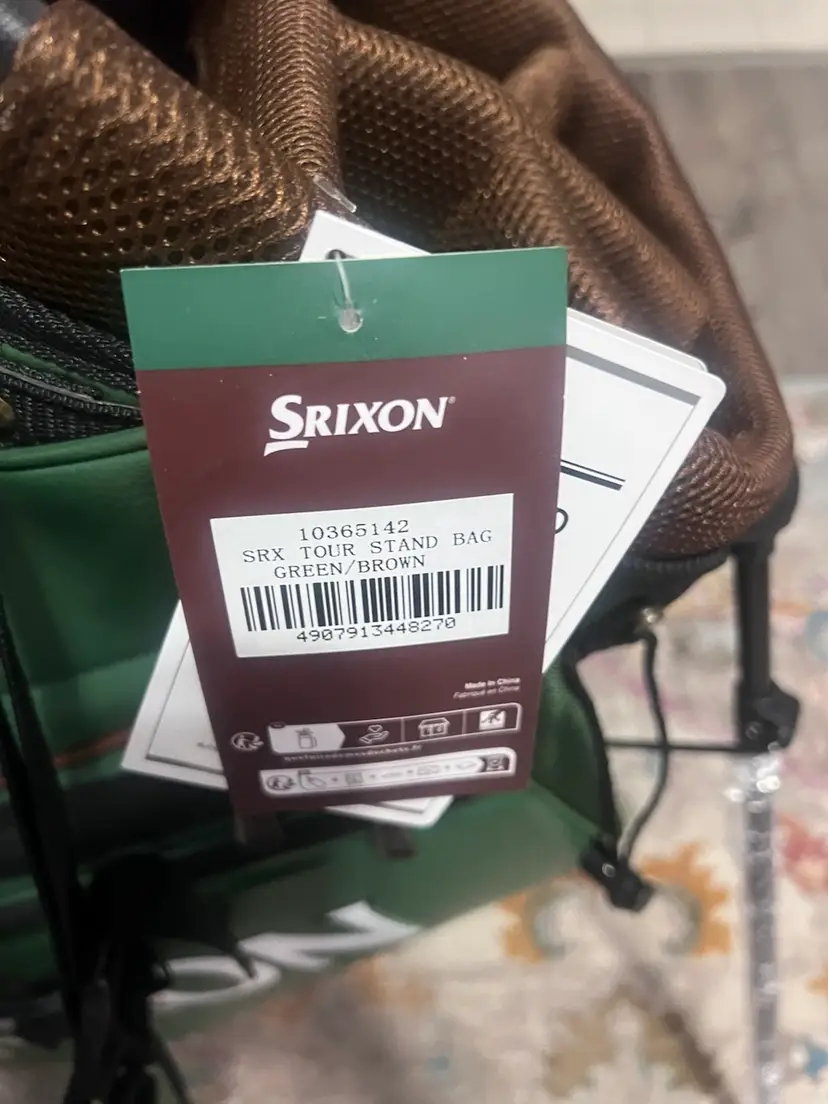 SRIXON
10365142
SRX TOUR STAND BAG
GREEN/BROWN
4907913448270
Made in China
Fabriqué en Chine